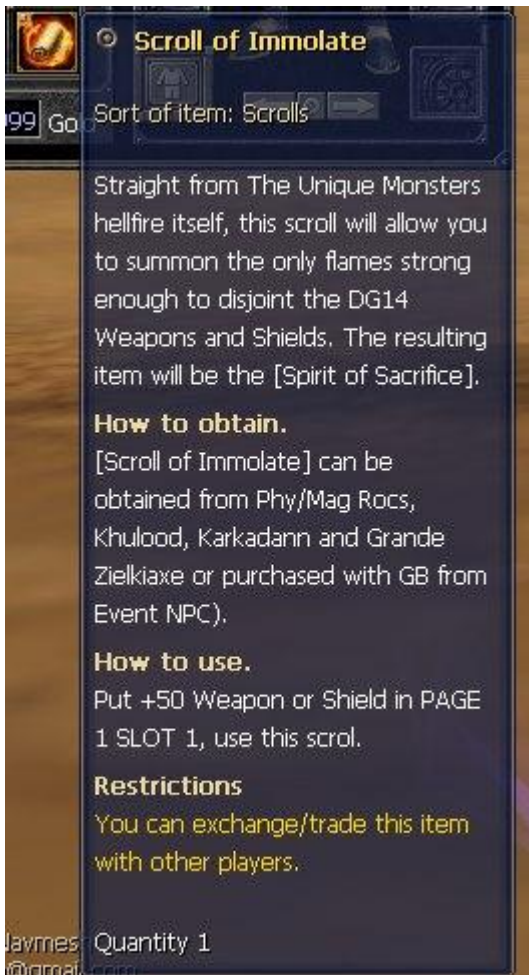 Scroll of Immolate
99 Go
Sort of item: Scrolls
Straight from The Unique Monsters
hellfire itself, this scroll will allow you
to summon the only flames strong
enough to disjoint the DG14
Weapons and Shields. The resulting
item will be the [Spirit of Sacrifice].
How to obtain.
[Scroll of Immolate] can be
obtained from Phy/Mag Rocs,
Khulood, Karkadann and Grande
Zielkiaxe or purchased with GB from
Event NPC).
How to use.
Put +50 Weapon or Shield in PAGE
1 SLOT 1, use this scrol.
Restrictions
You can exchange/trade this item
with other players.
Quantity 1